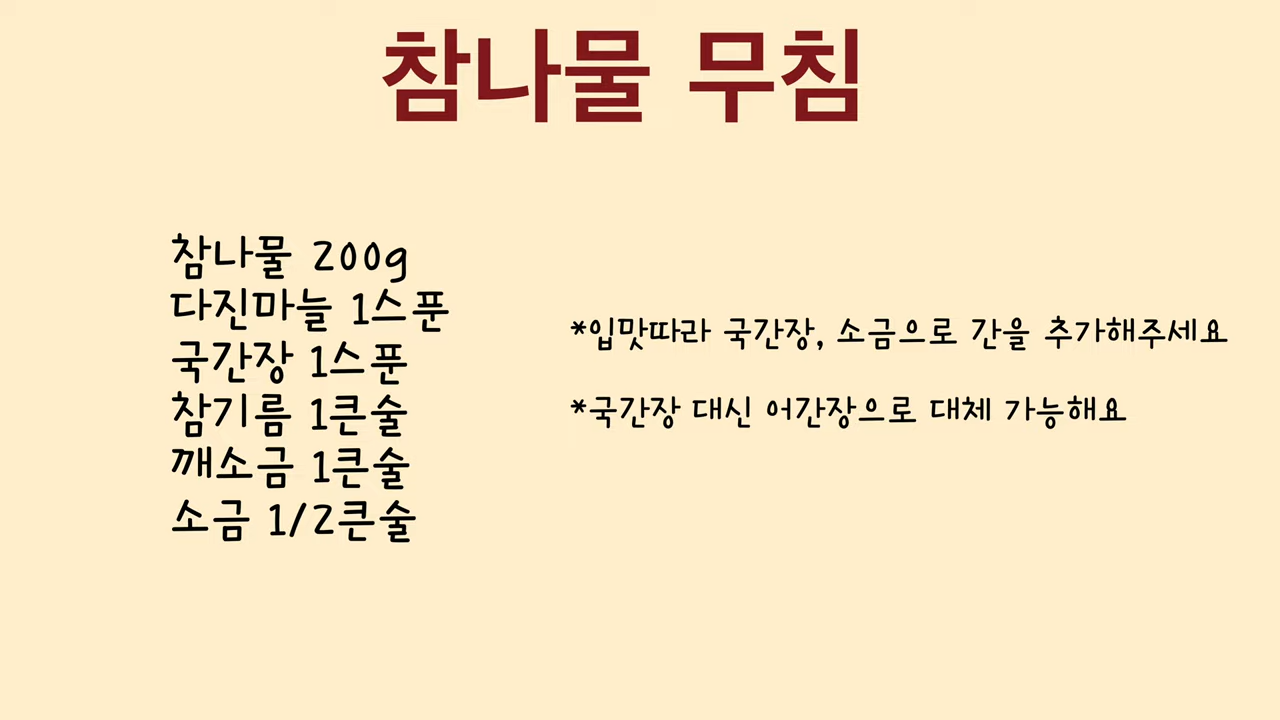 참나물 무침
참나물 200g
다진마늘 1스푼
국간장 1스푼
참기름 1큰술
깨소금 1큰술
소금 1/2큰술
*입맛따라 국간장, 소금으로 간을 추가해주세요
*국간장 대신 어간장으로 대체 가능해요